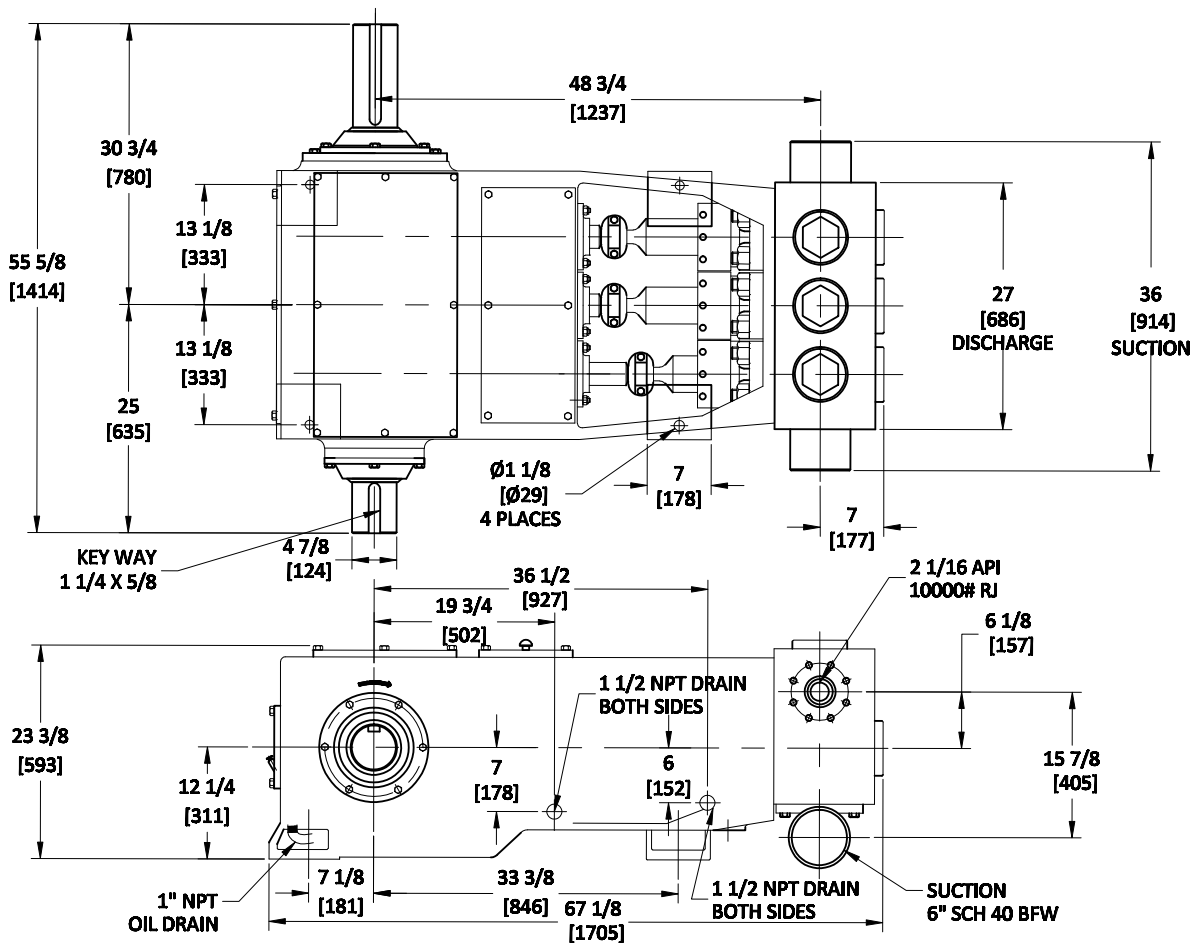 48 3/4
[1237]
30 3/4
[780]
13 1/8
[333]
55 5/8
[1414]
27
[686]
DISCHARGE
36
[914]
SUCTION
13 1/8
[333]
25
[635]
Ø1 1/8
[Ø29]
4 PLACES
7
[178]
7
[177]
KEY WAY
1 1/4 X 5/8
4 7/8
[124]
36 1/2
[927]
2 1/16 API
10000# RJ
19 3/4
[502]
6 1/8
[157]
1 1/2 NPT DRAIN
BOTH SIDES
23 3/8
[593]
12 1/4
[311]
7
[178]
6
[152]
15 7/8
[405]
1" NPT
OIL DRAIN
7 1/8
[181]
33 3/8
[846]
67 1/8
[1705]
1 1/2 NPT DRAIN
BOTH SIDES
SUCTION
6" SCH 40 BFW